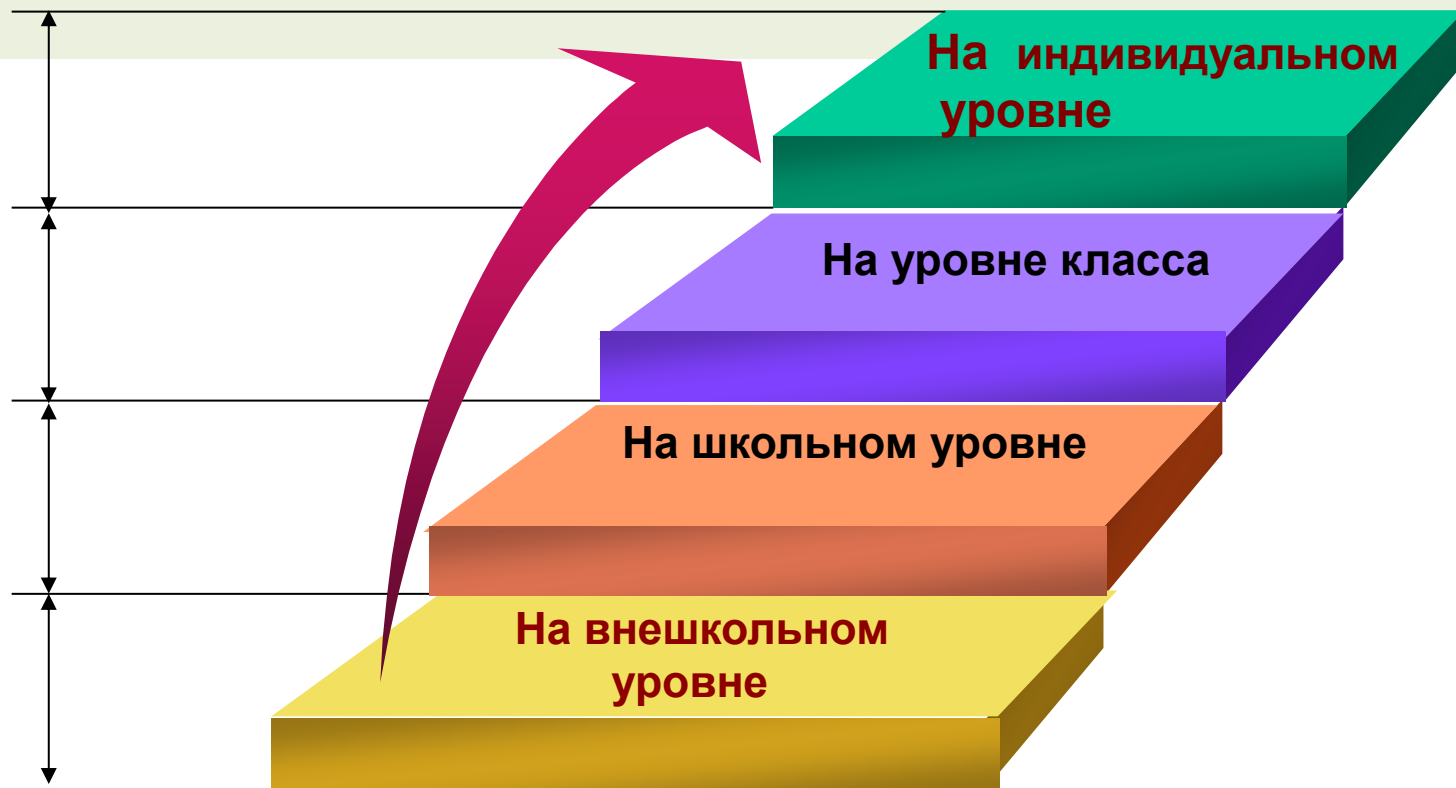 На индивидуальном
уровне
На уровне класса
На школьном уровне
На внешкольном
уровне